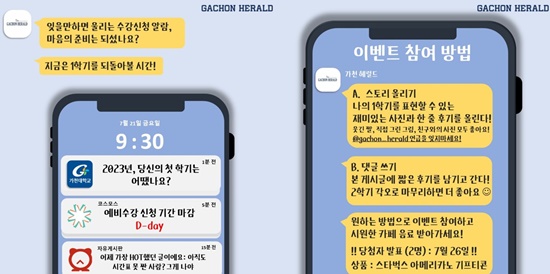 GACHON HERALD
잊을만하면 울리는 수강신청 알람,
마음의 준비는 되셨나요?
지금은 1학기를 되돌아볼 시간!
7월 21일 금요일
9:30
1분 전
2023년, 당신의 첫 학기는
어땠나요?
가천대학교
코스모스
5분 전
예비수강 신청 기간 마감
D-day
자유게시판
15분 전
어제 가장 HOT했던 글이에요: 아직도
시간표 못 짠 사람? 그게 나야
GACHON HERALD
이벤트 참여 방법
가천 헤럴드
A. 스토리 올리기
나의 1학기를 표현할 수 있는
재미있는 사진과 한 줄 후기를 올린다!
웃긴 짤, 직접 그린 그림, 친구와의 사진 모두 좋아요!
@gachon_herald 언급을 잊지마세요!
B. 댓글 쓰기
본 게시글에 짧은 후기를 남기고 간다!
2학기 각오로 마무리하면 더 좋아요 ☺
원하는 방법으로 이벤트 참여하고
시원한 카페 음료 받아가세요!
!! 당첨자 발표 (2명) : 7월 26일 !!
상품 : 스타벅스 아메리카노 기프티콘